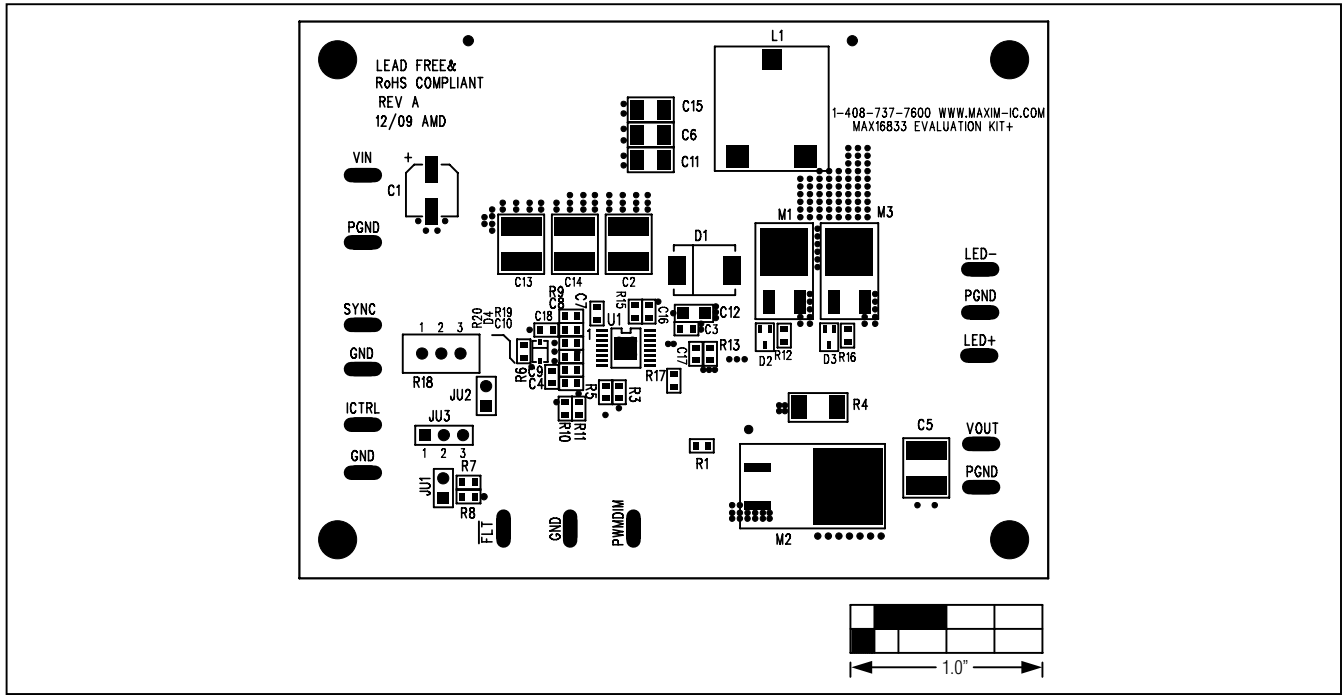 L1
LEAD FREE&
RoHS COMPLIANT
REV A
12/09 AMD
C15
C6
C11
1-408-737-7600 WWW.MAXIM-IC.COM
MAX16833 EVALUATION KIT+
VIN
+
C1
PGND
M1
M3
D1
C13
C14
C2
LED-
PGND
LED+
SYNC
GND
ICTRL
GND
R20
D4
R19
C10
R9
C8
C7
C18
R15
C16
U1
1
C12
C3
C17
R13
D2
R12
D3
R16
1 2 3
R18
R6
C9
C4
R17
R5
R3
JU2
JU3
1 2 3
R10
R11
R4
C5
VOUT
PGND
R1
JU1
R7
R8
FLT
GND
PWMDIM
M2
1.0"